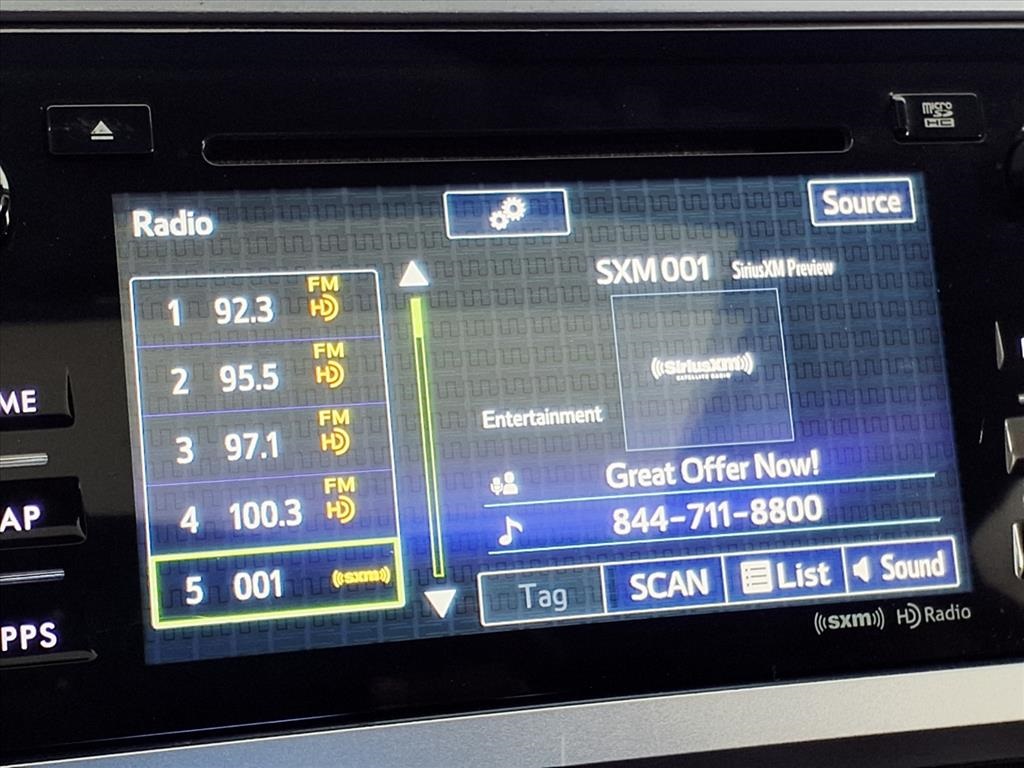 micro
SD
HC
Radio
Source
SXM 001 SiriusXM Preview
1 92.3 FM HD
2 95.5 FM HD
3 97.1 FM HD
4 100.3 FM HD
5 001 ((sxm))
((SiriusXM))
SATELLITE RADIO
Entertainment
Great Offer Now!
844-711-8800
Tag SCAN List Sound
((sxm)) HD Radio
ME
AP
PPS